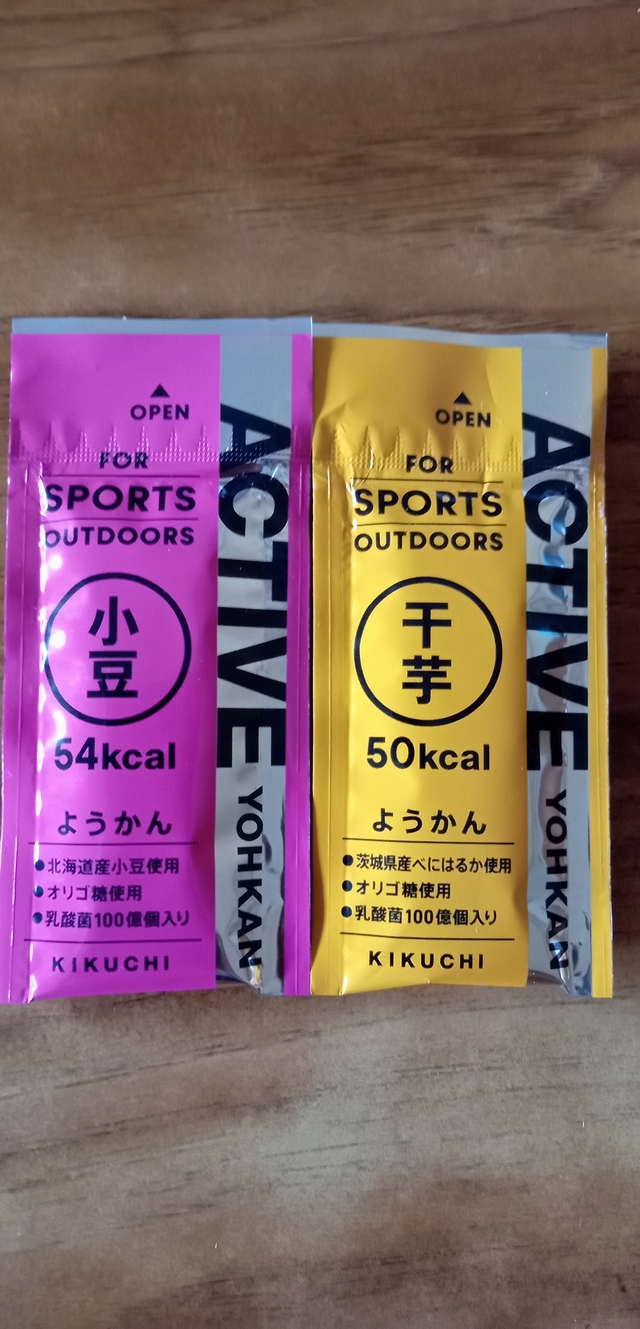 OPEN
FOR
SPORTS
OUTDOORS
小
豆
54kcal
ようかん
●北海道産小豆使用
●オリゴ糖使用
●乳酸菌100億個入り
KIKUCHI
ACTIVE YOHKAN
OPEN
FOR
SPORTS
OUTDOORS
干
芋
50kcal
ようかん
●茨城県産べにはるか使用
●オリゴ糖使用
●乳酸菌100億個入り
KIKUCHI
ACTIVE YOHKAN